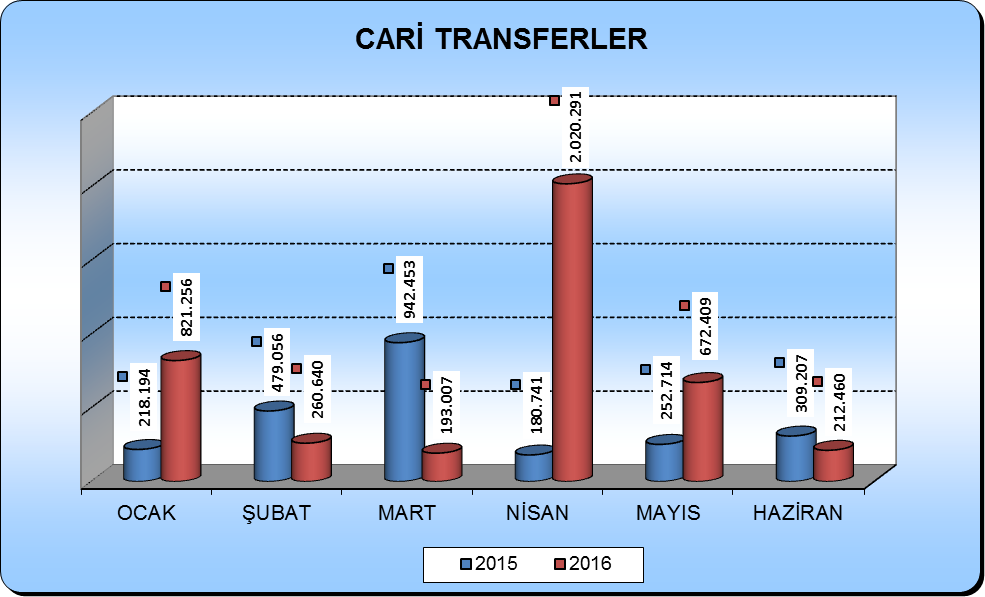 CARİ TRANSFERLER
218.194
821.256
479.056
260.640
942.453
193.007
180.741
2.020.291
252.714
672.409
309.207
212.460
OCAK
ŞUBAT
MART
NİSAN
MAYIS
HAZİRAN
2015
2016